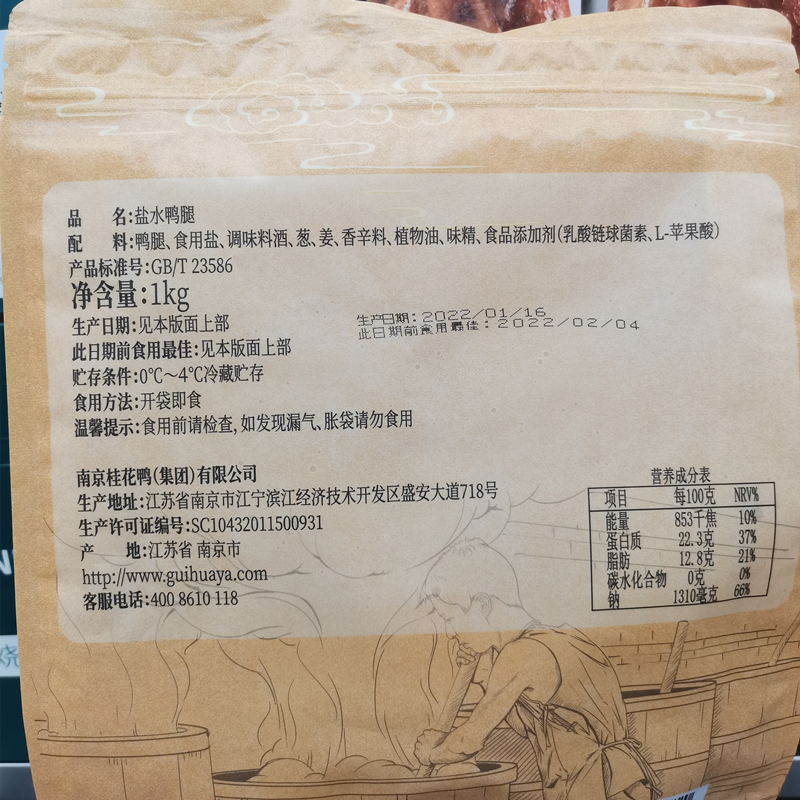 品 名:盐水鸭腿
配 料:鸭腿、食用盐、调味料酒、葱、姜、香辛料、植物油、味精、食品添加剂(乳酸链球菌素、L-苹果酸)
产品标准号:GB/T 23586
净含量:1kg
生产日期:见本版面上部
此日期前食用最佳:见本版面上部
生产日期:2022/01/16
此日期前食用最佳:2022/02/04
贮存条件:0℃~4℃冷藏贮存
食用方法:开袋即食
温馨提示:食用前请检查,如发现漏气、胀袋请勿食用
南京桂花鸭(集团)有限公司
生产地址:江苏省南京市江宁滨江经济技术开发区盛安大道718号
生产许可证编号:SC10432011500931
产 地:江苏省 南京市
http://www.guihuaya.com
客服电话:400 8610 118
营养成分表
项目 每100克 NRV%
能量 853千焦 10%
蛋白质 22.3克 37%
脂肪 12.8克 21%
碳水化合物 0克 0%
钠 1310毫克 66%